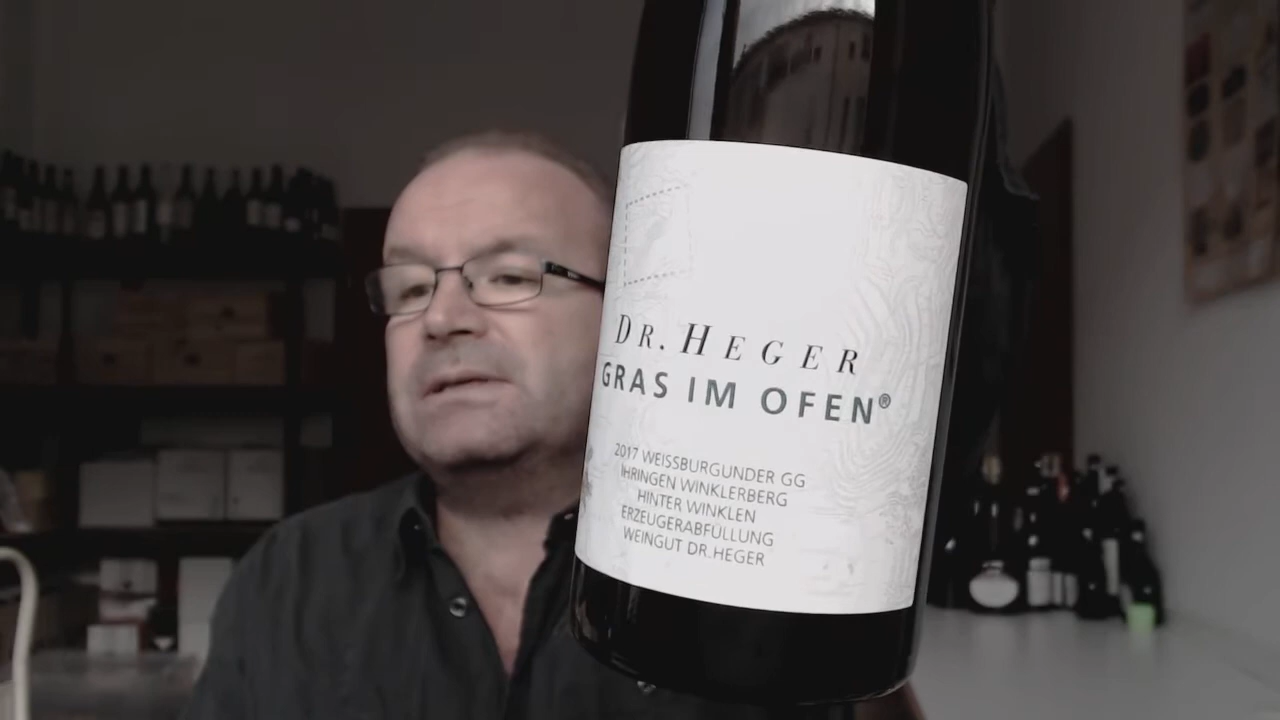 DR. HEGER
GRAS IM OFEN®
2017 WEISSBURGUNDER GG
IHRINGEN WINKLERBERG
HINTER WINKLEN
ERZEUGERABFÜLLUNG
WEINGUT DR. HEGER